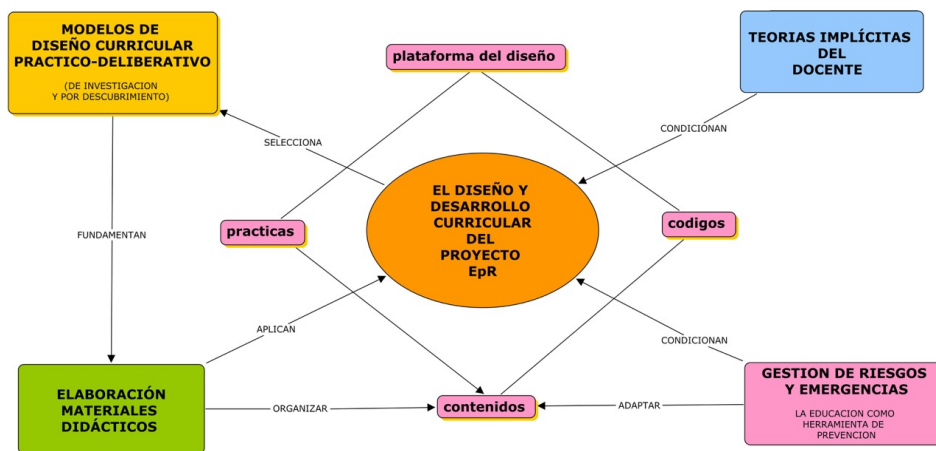 MODELOS DE
DISEÑO CURRICULAR
PRACTICO-DELIBERATIVO
(DE INVESTIGACION
Y POR DESCUBRIMIENTO)
plataforma del diseño
TEORIAS IMPLÍCITAS
DEL
DOCENTE
SELECCIONA
CONDICIONAN
EL DISEÑO Y
DESARROLLO
CURRICULAR
DEL
PROYECTO
EpR
practicas
codigos
FUNDAMENTAN
APLICAN
CONDICIONAN
ELABORACIÓN
MATERIALES
DIDÁCTICOS
ORGANIZAR
contenidos
ADAPTAR
GESTION DE RIESGOS
Y EMERGENCIAS
LA EDUCACION COMO
HERRAMIENTA DE
PREVENCION